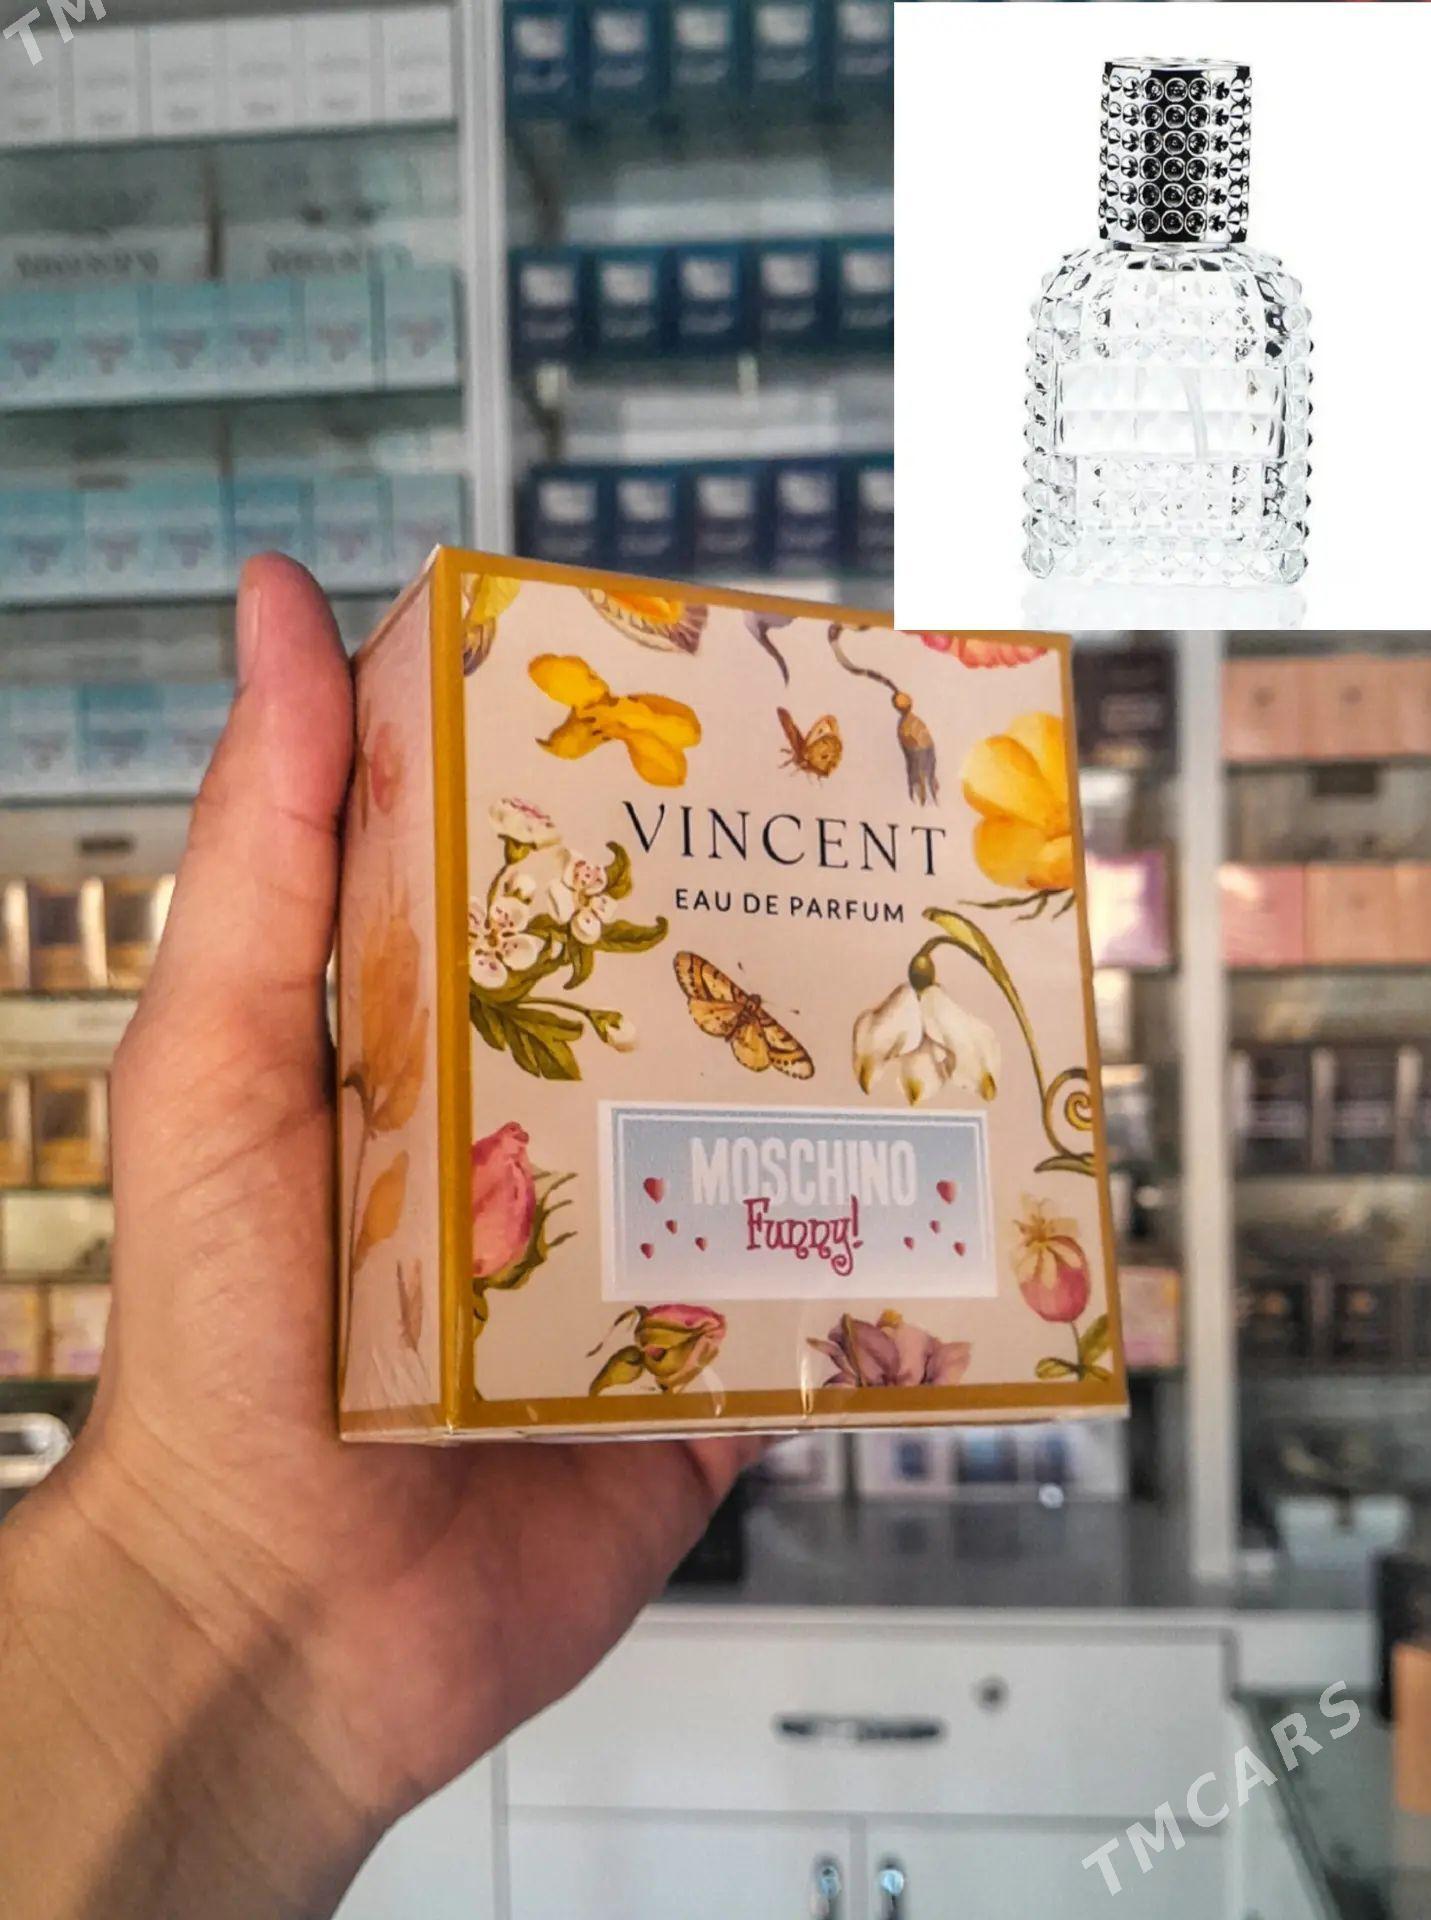 TM
VINCENT
EAU DE PARFUM
MOSCHINO
Funny!
TMCARS